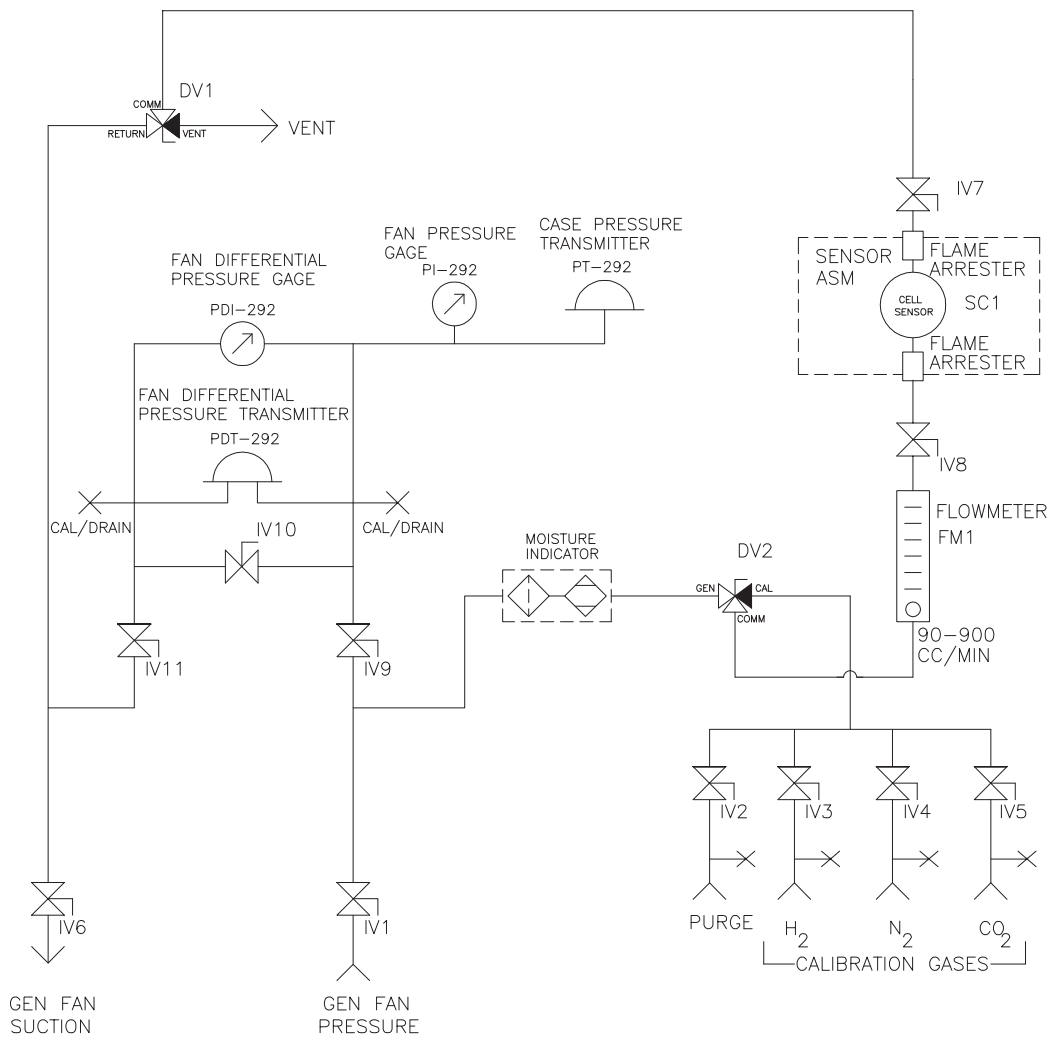 DV1
COMM
RETURN
VENT
VENT
IV7
FAN DIFFERENTIAL
PRESSURE GAGE
PDI-292
FAN PRESSURE
GAGE
PI-292
CASE PRESSURE
TRANSMITTER
PT-292
SENSOR
ASM
FLAME
ARRESTER
CELL
SENSOR
SC1
FLAME
ARRESTER
FAN DIFFERENTIAL
PRESSURE TRANSMITTER
PDT-292
IV8
CAL/DRAIN
CAL/DRAIN
IV10
FLOWMETER
FM1
MOISTURE
INDICATOR
DV2
GEN
CAL
COMM
90-900
CC/MIN
IV11
IV9
IV2
IV3
IV4
IV5
IV6
IV1
PURGE
H2
N2
CO2
CALIBRATION GASES
GEN FAN
SUCTION
GEN FAN
PRESSURE